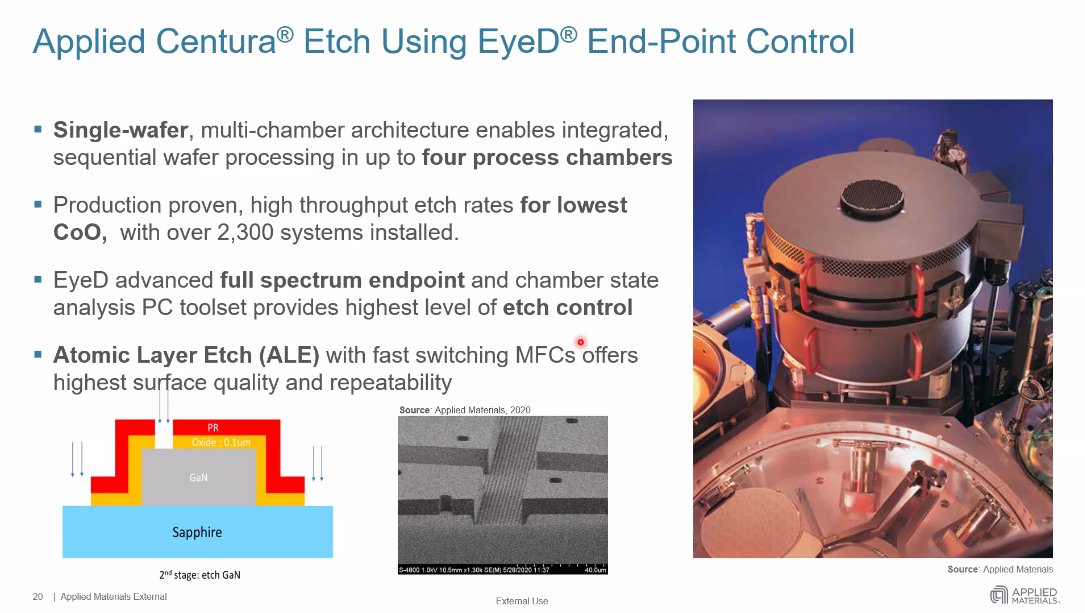 Applied Centura® Etch Using EyeD® End-Point Control
▪ Single-wafer, multi-chamber architecture enables integrated,
sequential wafer processing in up to four process chambers
▪ Production proven, high throughput etch rates for lowest
CoO, with over 2,300 systems installed.
▪ EyeD advanced full spectrum endpoint and chamber state
analysis PC toolset provides highest level of etch control
▪ Atomic Layer Etch (ALE) with fast switching MFCs offers
highest surface quality and repeatability
PR
Oxide : 0.1um
GaN
Sapphire
2nd stage: etch GaN
Source: Applied Materials, 2020
S-4800 1.0kV 10.5mm x1.30k SE(M) 5/28/2020 11:37
40.0um
Source: Applied Materials
20 | Applied Materials External
External Use
APPLIED
MATERIALS